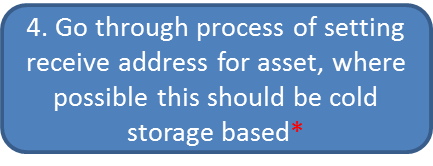 4. Go through process of setting
receive address for asset, where
possible this should be cold
storage based*